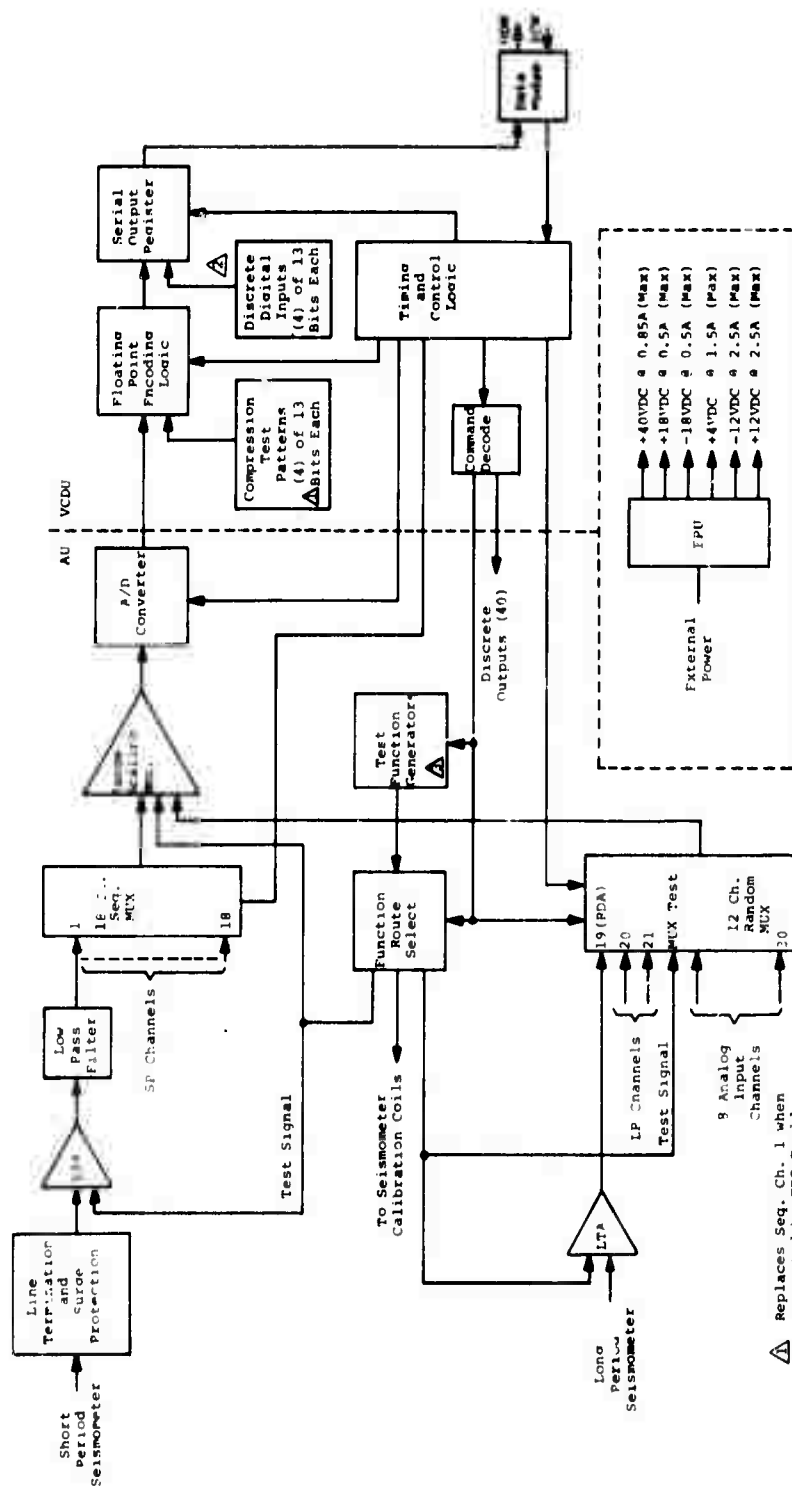 Short
Period
Seismometer
Line
Termination
and
Surge
Protection
Low
Pass
Filter
SP Channels
1
Seq.
MUX
18
A/D
Converter
AU
VCDU
Floating
Point
Encoding
Logic
Serial
Output
Register
Compression
Test
Patterns
(4) of 13
Bits Each
1
Discrete
Digital
Inputs
(4) of 13
Bits Each
2
Timing
and
Control
Logic
Command
Decode
Discrete
Outputs (40)
Test Signal
Test
Function
Generator
3
Function
Route
Select
To Seismometer
Calibration Coils
Long
Period
Seismometer
LTA
19(PDA)
20
21
MUX Test
12 Ch.
Random
MUX
30
LP Channels
Test Signal
Analog
Input
Channels
External
Power
+40VDC @ 0.85A (Max)
+18VDC @ 0.5A (Max)
-18VDC @ 0.5A (Max)
+4VDC @ 1.5A (Max)
-12VDC @ 2.5A (Max)
+12VDC @ 2.5A (Max)
1 Replaces Seq. Ch. 1 when